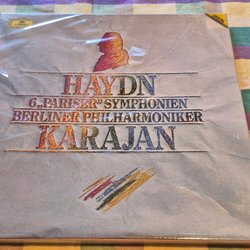 HAYDN
6 „PARISER" SYMPHONIEN
BERLINER PHILHARMONIKER
KARAJAN